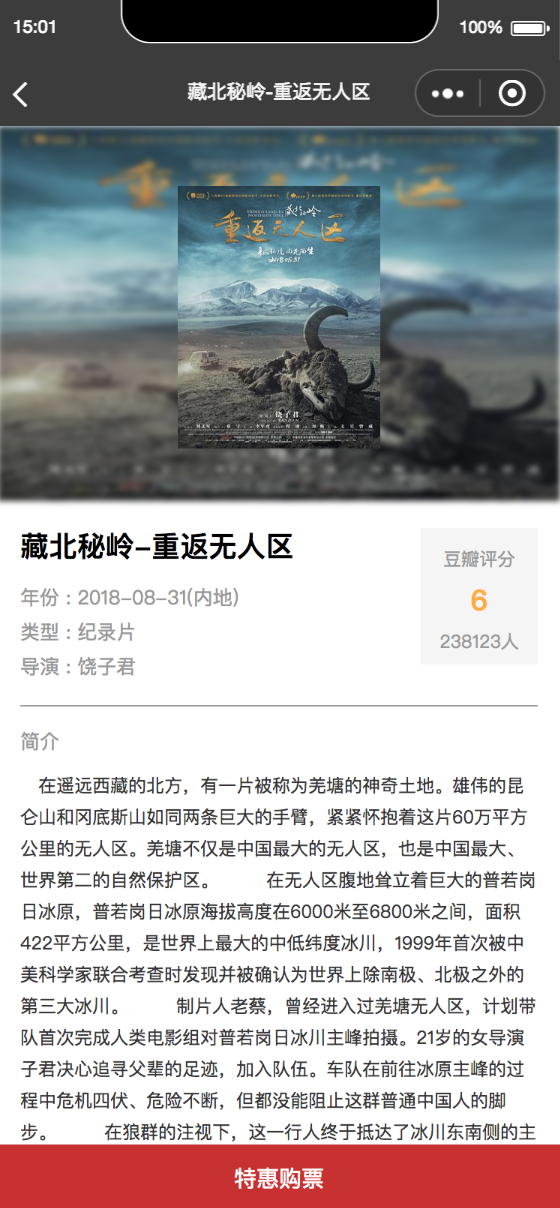 15:01
100%
藏北秘岭-重返无人区
藏北秘岭
重返无人区
2018.08.31
饶子君
藏北秘岭-重返无人区
豆瓣评分
6
238123人
年份：2018-08-31(内地)
类型：纪录片
导演：饶子君
简介
在遥远西藏的北方，有一片被称为羌塘的神奇土地。雄伟的昆
仑山和冈底斯山如同两条巨大的手臂，紧紧怀抱着这片60万平方
公里的无人区。羌塘不仅是中国最大的无人区，也是中国最大、
世界第二的自然保护区。 在无人区腹地耸立着巨大的普若岗
日冰原，普若岗日冰原海拔高度在6000米至6800米之间，面积
422平方公里，是世界上最大的中低纬度冰川，1999年首次被中
美科学家联合考查时发现并被确认为世界上除南极、北极之外的
第三大冰川。 制片人老蔡，曾经进入过羌塘无人区，计划带
队首次完成人类电影组对普若岗日冰川主峰拍摄。21岁的女导演
子君决心追寻父辈的足迹，加入队伍。车队在前往冰原主峰的过
程中危机四伏、危险不断，但都没能阻止这群普通中国人的脚
步。 在狼群的注视下，这一行人终于抵达了冰川东南侧的主
特惠购票